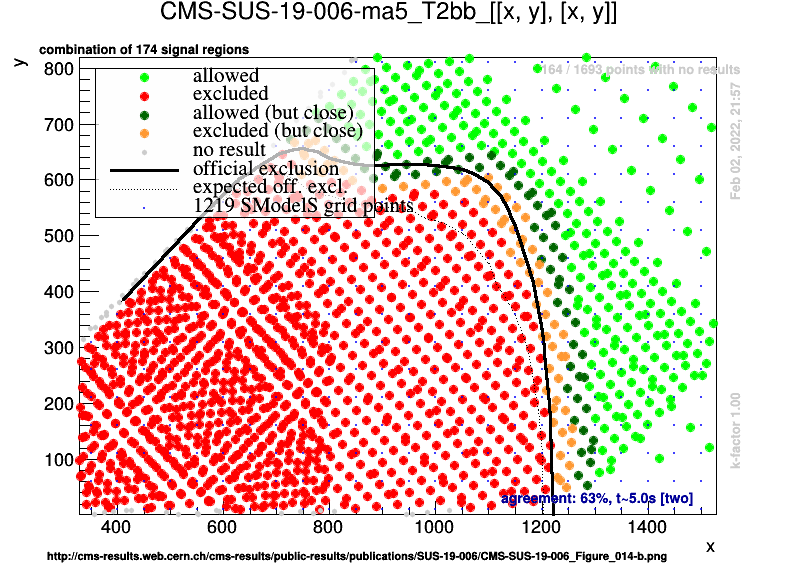 CMS-SUS-19-006-ma5_T2bb_[[x, y], [x, y]]
combination of 174 signal regions
y
164 / 1693 points with no results
allowed
excluded
allowed (but close)
excluded (but close)
no result
official exclusion
expected off. excl.
1219 SModelS grid points
800
700
600
500
400
300
200
100
Feb 02, 2022, 21:57
k-factor 1.00
agreement: 63%, t~5.0s [two]
400 600 800 1000 1200 1400
x
http://cms-results.web.cern.ch/cms-results/public-results/publications/SUS-19-006/CMS-SUS-19-006_Figure_014-b.png